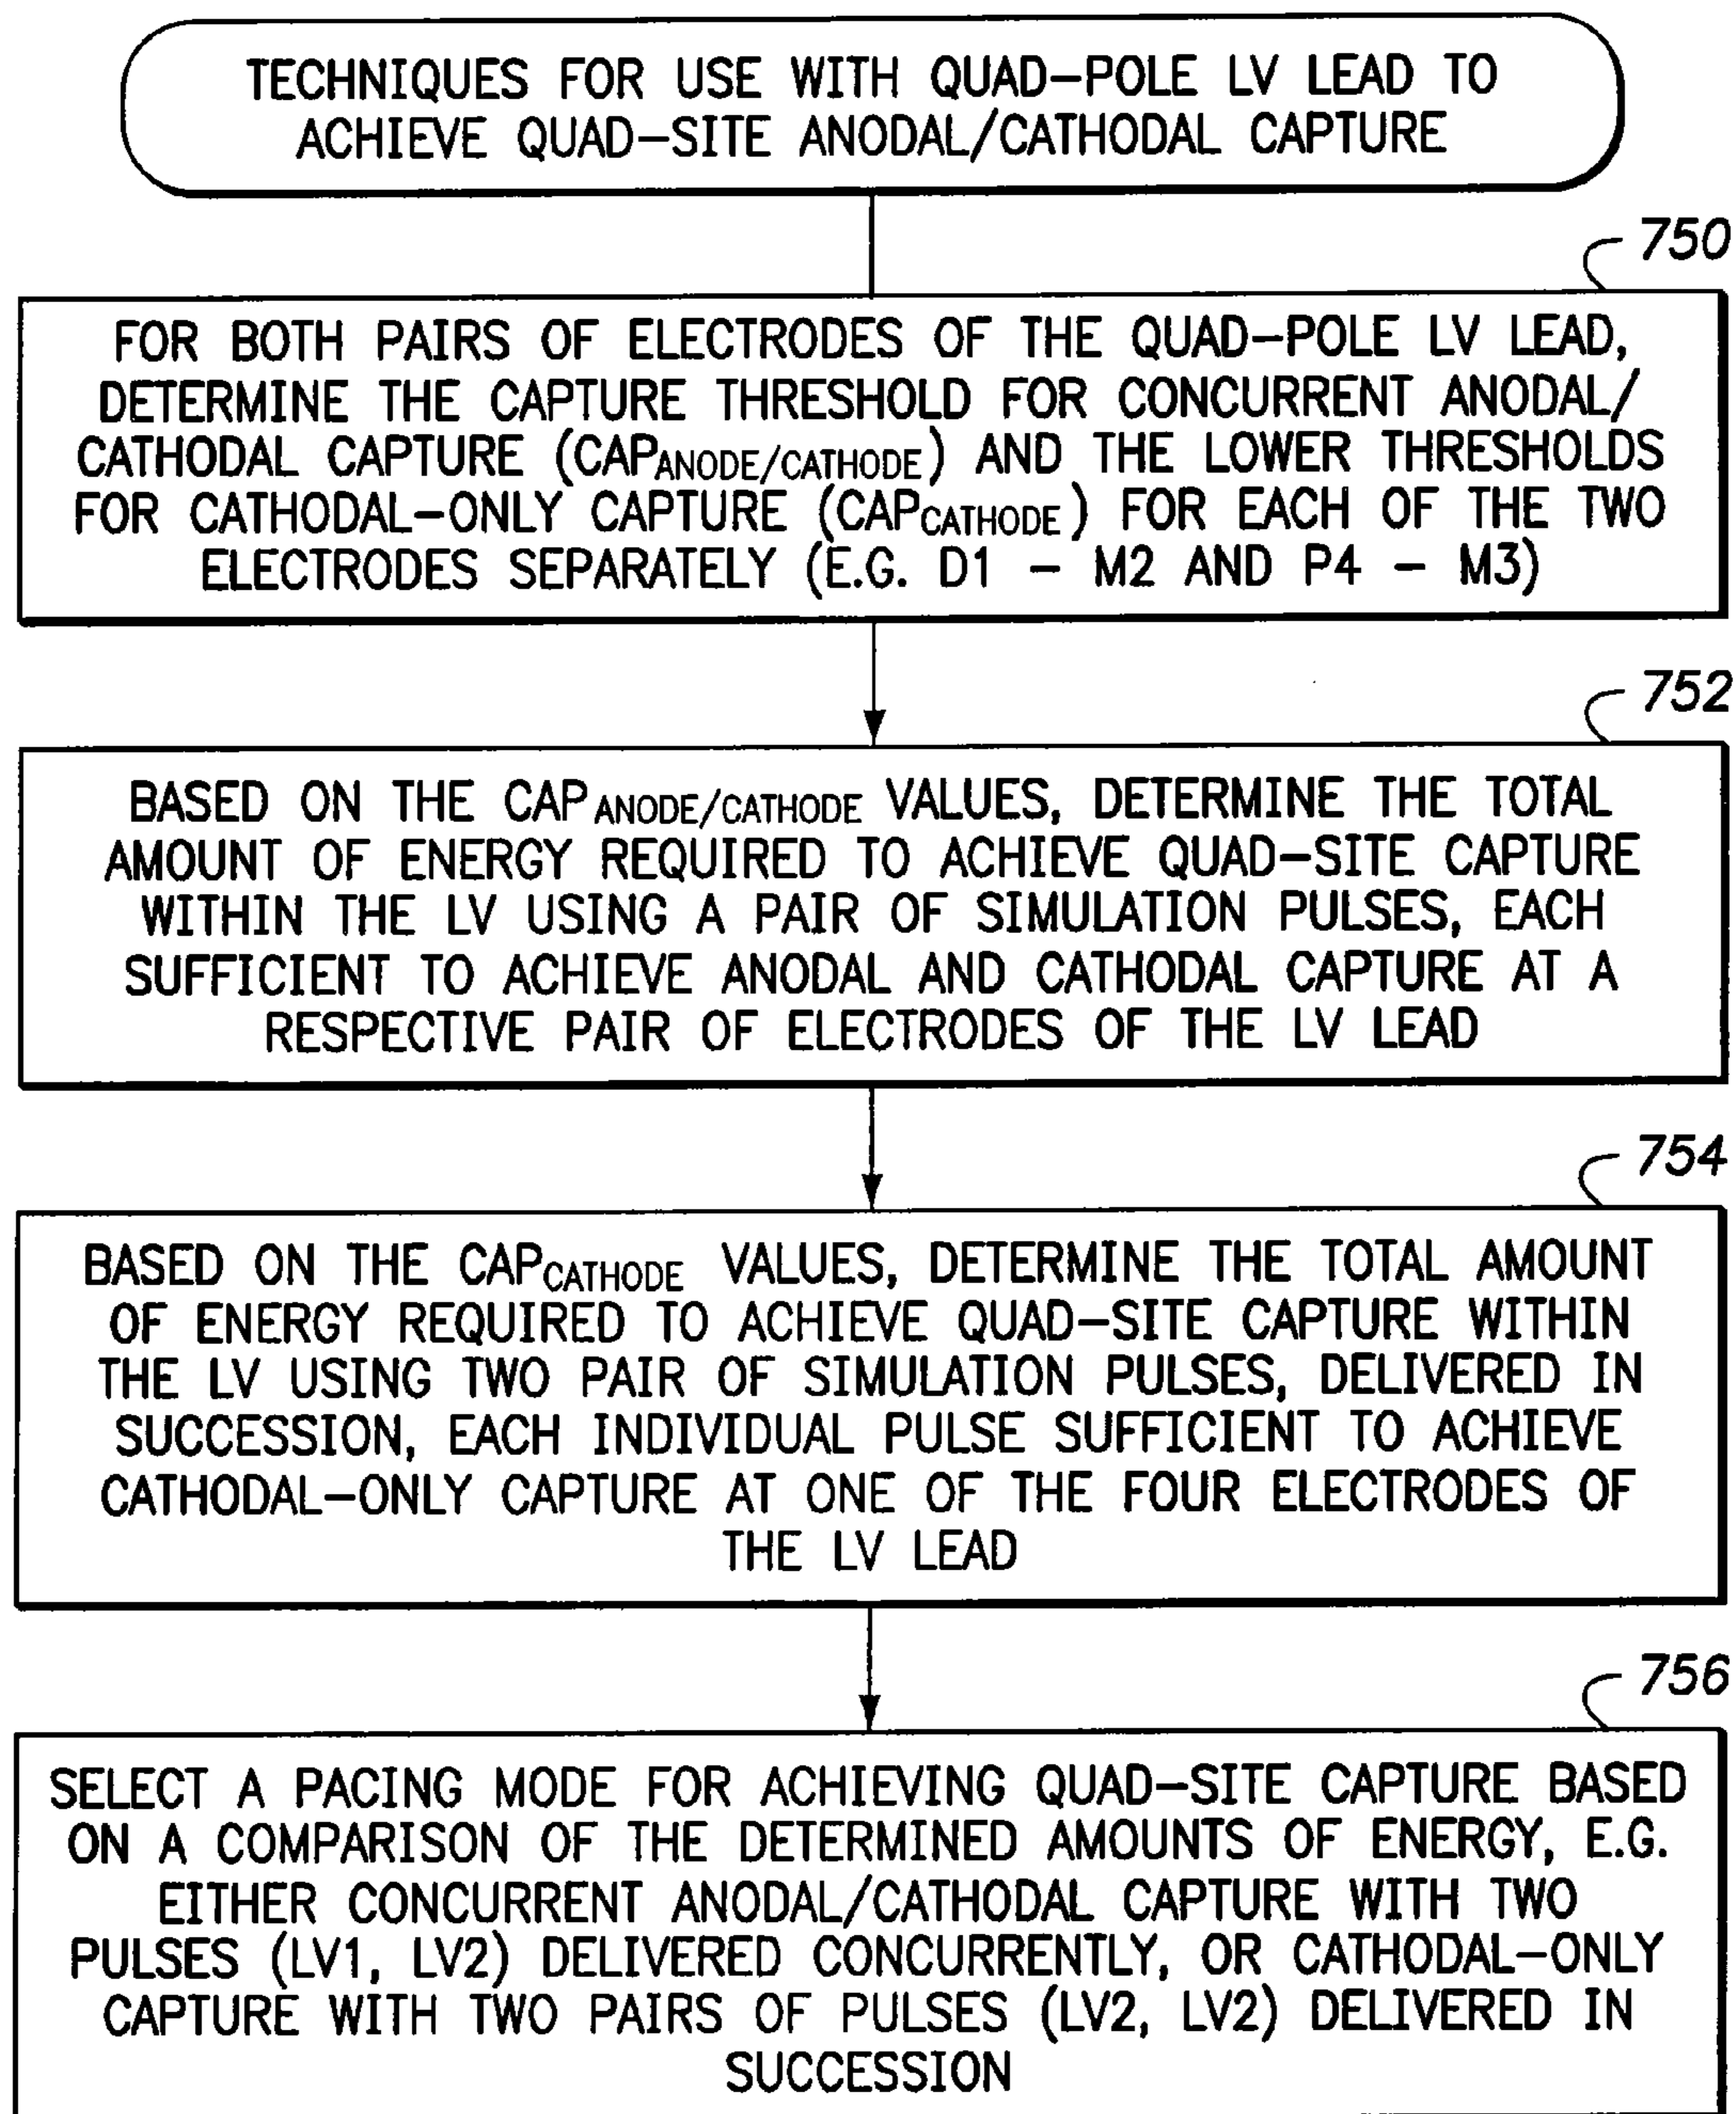 TECHNIQUES FOR USE WITH QUAD-POLE LV LEAD TO
ACHIEVE QUAD-SITE ANODAL/CATHODAL CAPTURE
750
FOR BOTH PAIRS OF ELECTRODES OF THE QUAD-POLE LV LEAD,
DETERMINE THE CAPTURE THRESHOLD FOR CONCURRENT ANODAL/
CATHODAL CAPTURE (CAPANODE/CATHODE) AND THE LOWER THRESHOLDS
FOR CATHODAL-ONLY CAPTURE (CAPCATHODE) FOR EACH OF THE TWO
ELECTRODES SEPARATELY (E.G. D1 - M2 AND P4 - M3)
752
BASED ON THE CAPANODE/CATHODE VALUES, DETERMINE THE TOTAL
AMOUNT OF ENERGY REQUIRED TO ACHIEVE QUAD-SITE CAPTURE
WITHIN THE LV USING A PAIR OF SIMULATION PULSES, EACH
SUFFICIENT TO ACHIEVE ANODAL AND CATHODAL CAPTURE AT A
RESPECTIVE PAIR OF ELECTRODES OF THE LV LEAD
754
BASED ON THE CAPCATHODE VALUES, DETERMINE THE TOTAL AMOUNT
OF ENERGY REQUIRED TO ACHIEVE QUAD-SITE CAPTURE WITHIN
THE LV USING TWO PAIR OF SIMULATION PULSES, DELIVERED IN
SUCCESSION, EACH INDIVIDUAL PULSE SUFFICIENT TO ACHIEVE
CATHODAL-ONLY CAPTURE AT ONE OF THE FOUR ELECTRODES OF
THE LV LEAD
756
SELECT A PACING MODE FOR ACHIEVING QUAD-SITE CAPTURE BASED
ON A COMPARISON OF THE DETERMINED AMOUNTS OF ENERGY, E.G.
EITHER CONCURRENT ANODAL/CATHODAL CAPTURE WITH TWO
PULSES (LV1, LV2) DELIVERED CONCURRENTLY, OR CATHODAL-ONLY
CAPTURE WITH TWO PAIRS OF PULSES (LV2, LV2) DELIVERED IN
SUCCESSION